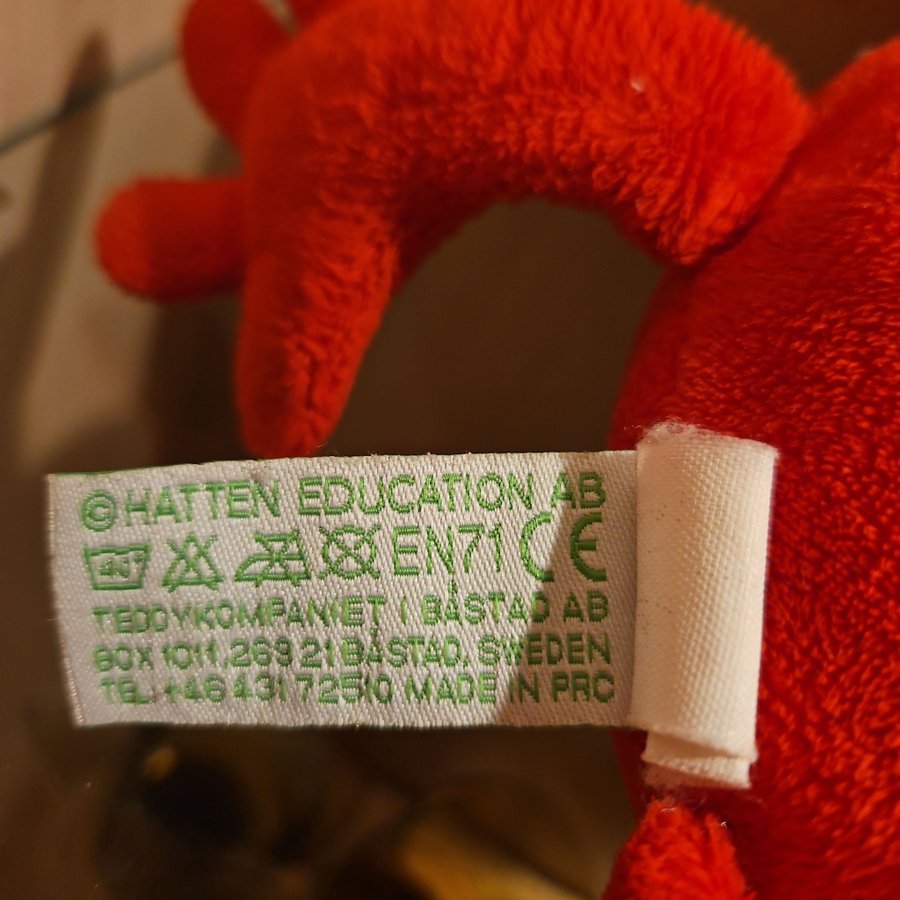 © HATTEN EDUCATION AB
40° EN71 CE
TEDDYKOMPANIET I BÅSTAD AB
BOX 1011, 269 21 BÅSTAD, SWEDEN
TEL: +46 431 72510 MADE IN PRC